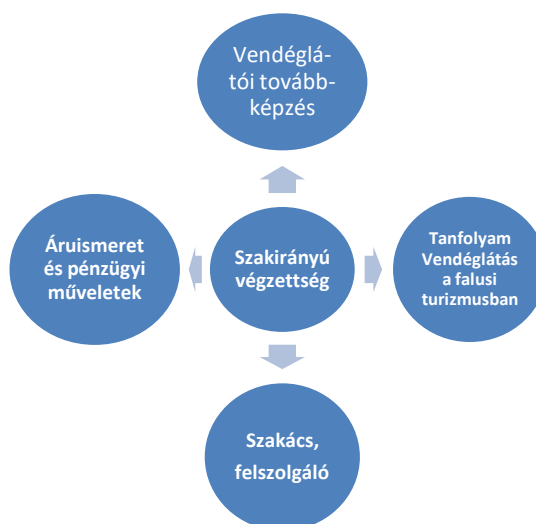 Vendéglá-
tói tovább-
képzés
Áruismeret
és pénzügyi
műveletek
Szakirányú
végzettség
Tanfolyam
Vendéglátás
a falusi
turizmusban
Szakács,
felszolgáló